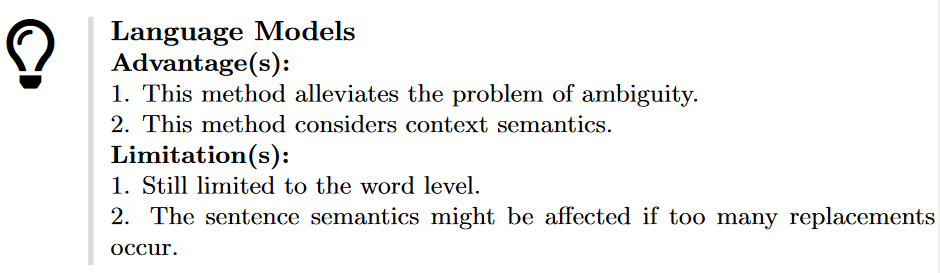 Language Models
Advantage(s):
1. This method alleviates the problem of ambiguity.
2. This method considers context semantics.
Limitation(s):
1. Still limited to the word level.
2. The sentence semantics might be affected if too many replacements
occur.